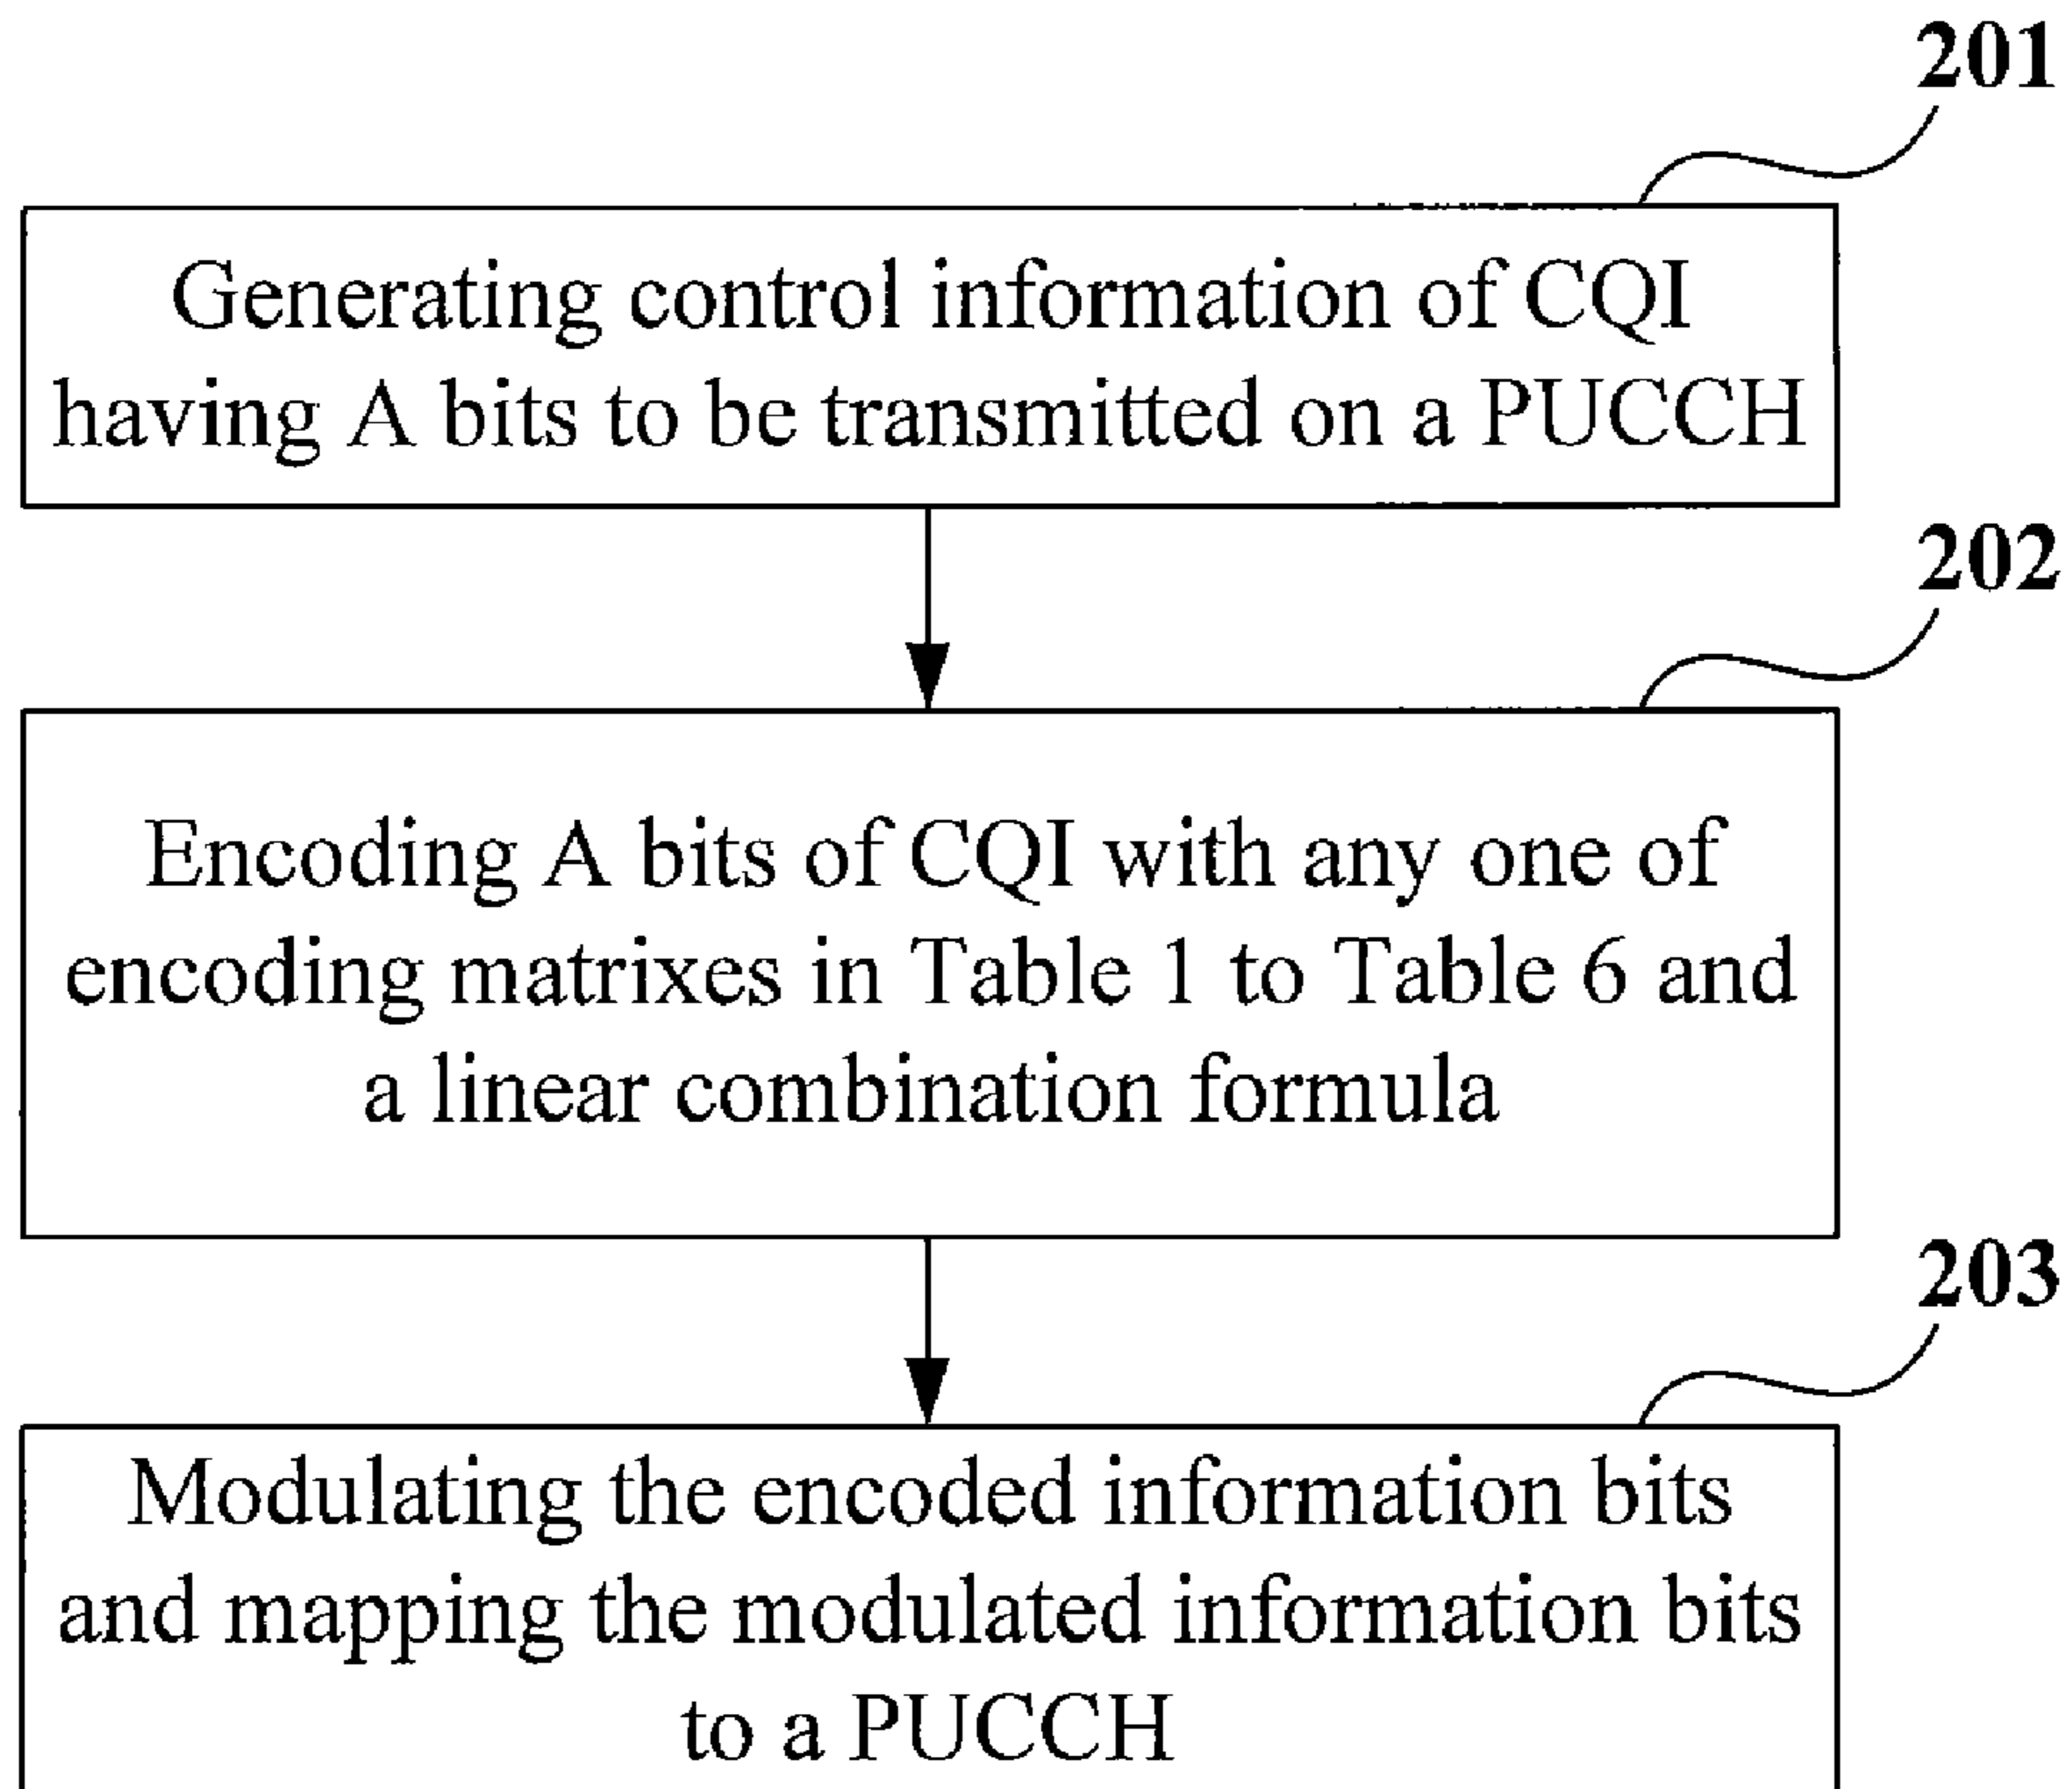 201
Generating control information of CQI
having A bits to be transmitted on a PUCCH
202
Encoding A bits of CQI with any one of
encoding matrixes in Table 1 to Table 6 and
a linear combination formula
203
Modulating the encoded information bits
and mapping the modulated information bits
to a PUCCH